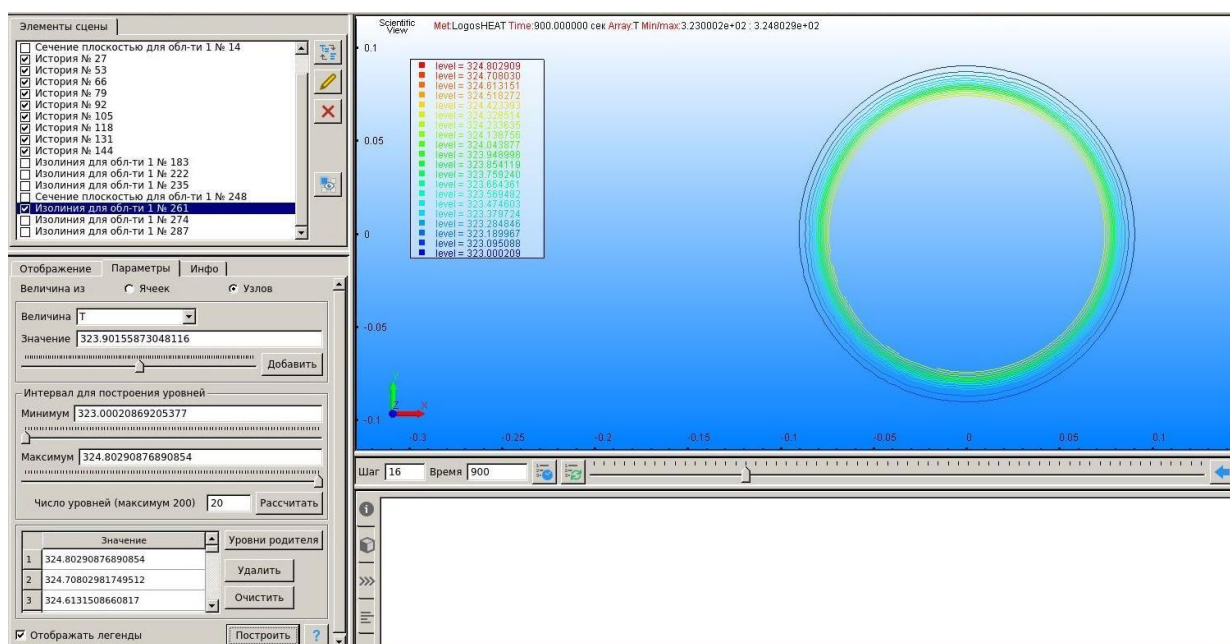 Элементы сцены
Сечение плоскостью для обл-ти 1 № 14
История № 27
История № 53
История № 66
История № 79
История № 92
История № 105
История № 118
История № 131
История № 144
Изолиния для обл-ти 1 № 183
Изолиния для обл-ти 1 № 222
Изолиния для обл-ти 1 № 235
Сечение плоскостью для обл-ти 1 № 248
Изолиния для обл-ти 1 № 261
Изолиния для обл-ти 1 № 274
Изолиния для обл-ти 1 № 287
Отображение Параметры Инфо
Величина из Ячеек Узлов
Величина T
Значение 323.90155873048116
Добавить
Интервал для построения уровней
Минимум 323.00020869205377
Максимум 324.80290876890854
Число уровней (максимум 200) 20 Рассчитать
Значение
1 324.80290876890854
2 324.70802981749512
3 324.6131508660817
Уровни родителя
Удалить
Очистить
Отображать легенды Построить ?
Scientific
View
Met:LogosHEAT Time:900.000000 сек Array:T Min/max:3.230002e+02 : 3.248029e+02
level = 324.802909
level = 324.708030
level = 324.613151
level = 324.518272
level = 324.423393
level = 324.328514
level = 324.233635
level = 324.138756
level = 324.043877
level = 323.948998
level = 323.854119
level = 323.759240
level = 323.664361
level = 323.569482
level = 323.474603
level = 323.379724
level = 323.284846
level = 323.189967
level = 323.095088
level = 323.000209
0.1
0.05
0
-0.05
-0.1
Y
Z X
-0.3 -0.25 -0.2 -0.15 -0.1 -0.05 0 0.05 0.1
Шаг 16 Время 900